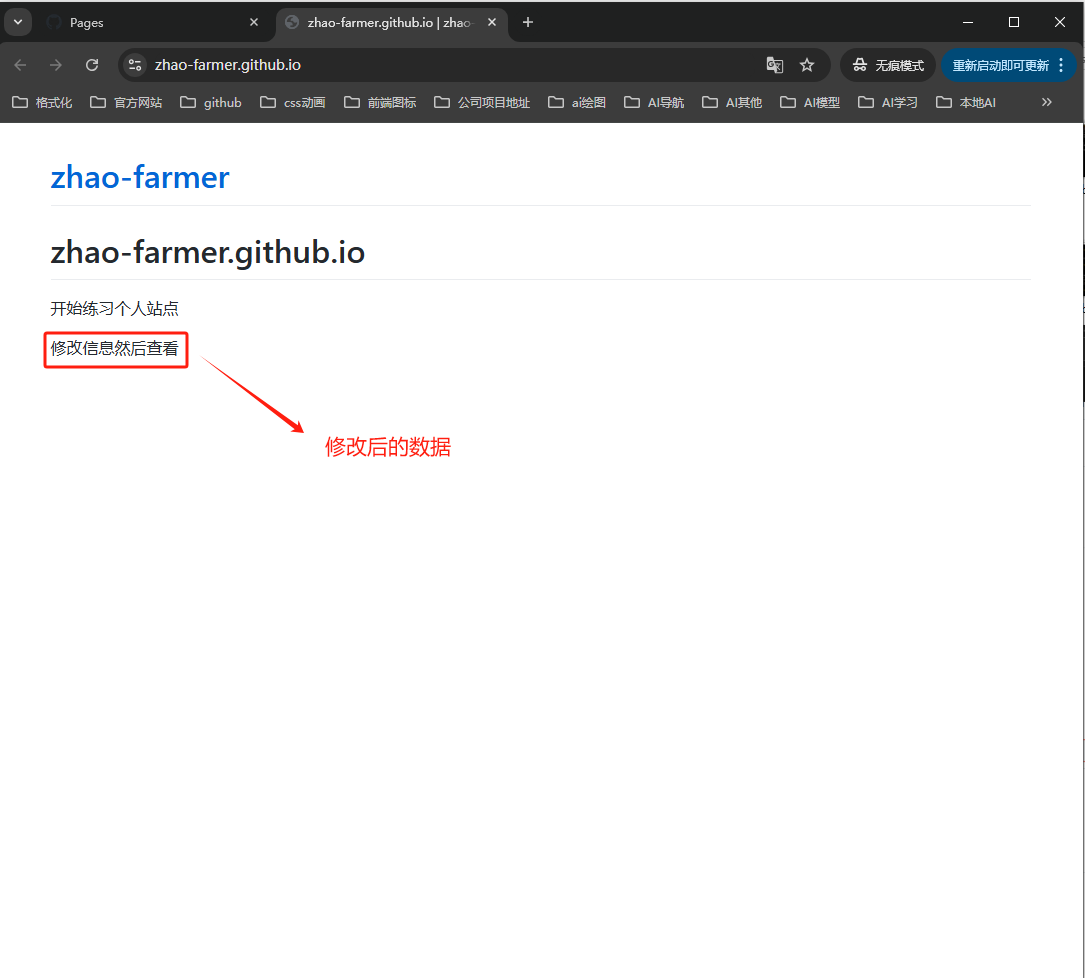 Pages
zhao-farmer.github.io | zhao-
zhao-farmer.github.io
无痕模式
重新启动即可更新
格式化 官方网站 github css动画 前端图标 公司项目地址 ai绘图 AI导航 AI其他 AI模型 AI学习 本地AI
zhao-farmer
zhao-farmer.github.io
开始练习个人站点
修改信息然后查看
修改后的数据